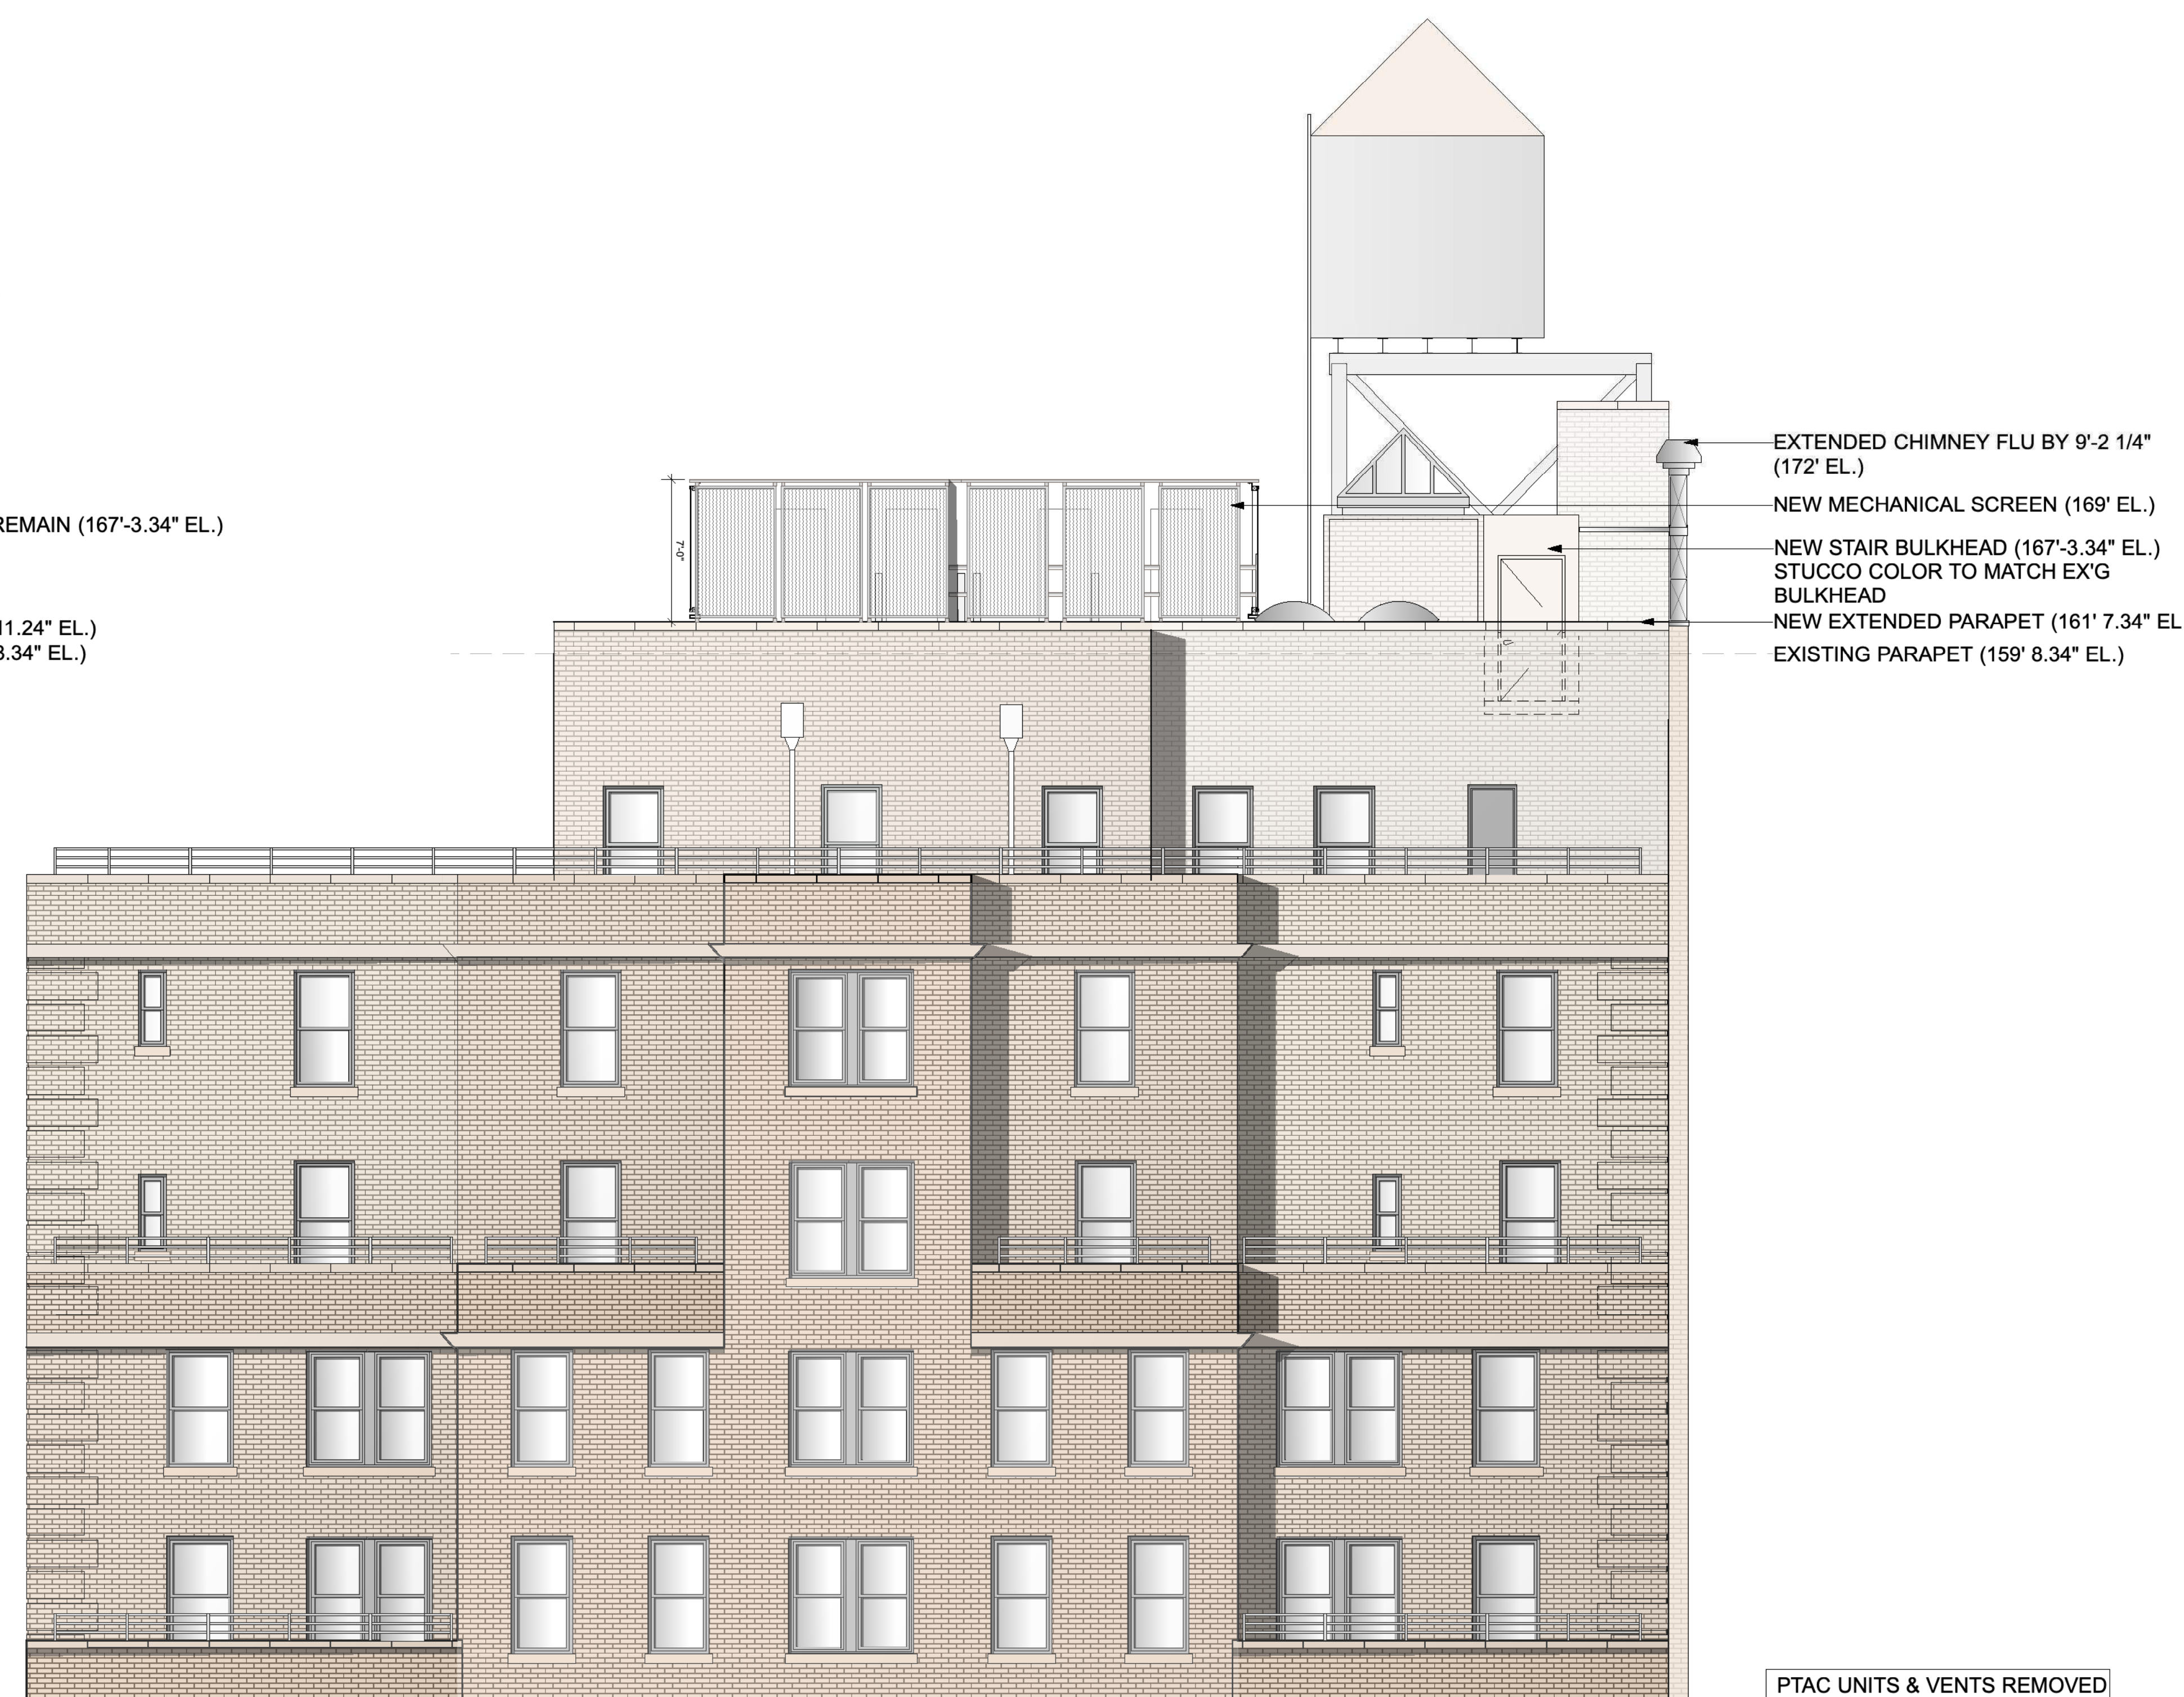 EXTENDED CHIMNEY FLU BY 9'-2 1/4"
(172' EL.)
NEW MECHANICAL SCREEN (169' EL.)
REMAIN (167'-3.34" EL.)
7'-0"
NEW STAIR BULKHEAD (167'-3.34" EL.)
STUCCO COLOR TO MATCH EX'G
BULKHEAD
11.24" EL.)
NEW EXTENDED PARAPET (161' 7.34" EL
3.34" EL.)
EXISTING PARAPET (159' 8.34" EL.)
PTAC UNITS & VENTS REMOVED